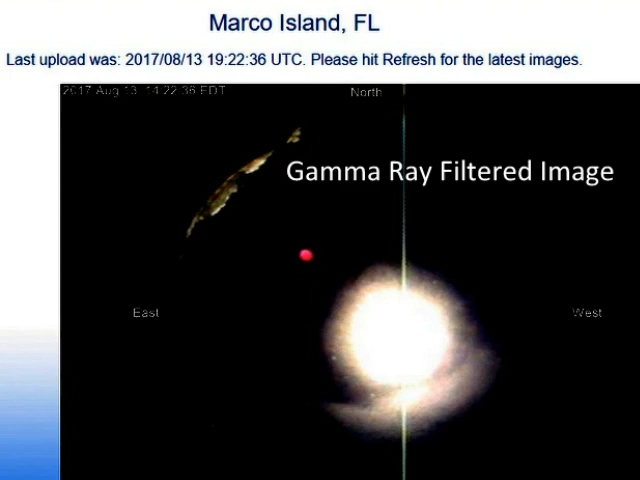 Marco Island, FL
Last upload was: 2017/08/13 19:22:36 UTC. Please hit Refresh for the latest images.
2017 Aug 13 14:22:36 EDT
North
Gamma Ray Filtered Image
East
West